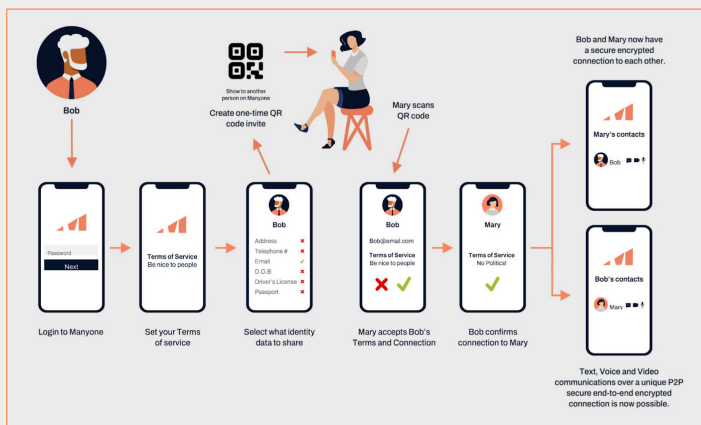 Bob
Show to another
person on Manyone
Create one-time QR
code invite
Mary scans
QR code
Bob and Mary now have
a secure encrypted
connection to each other.
Mary's contacts
Bob
Password
Next
Login to Manyone
Terms of Service
Be nice to people
Set your Terms
of service
Bob
Address
Telephone #
Email
D.O.B
Driver's License
Passport
Select what identity
data to share
Bob
Bob@email.com
Terms of Service
Be nice to people
Mary accepts Bob's
Terms and Connection
Mary
Terms of Service
No Politics!
Bob confirms
connection to Mary
Bob's contacts
Mary
Text, Voice and Video
communications over a unique P2P
secure end-to-end encrypted
connection is now possible.